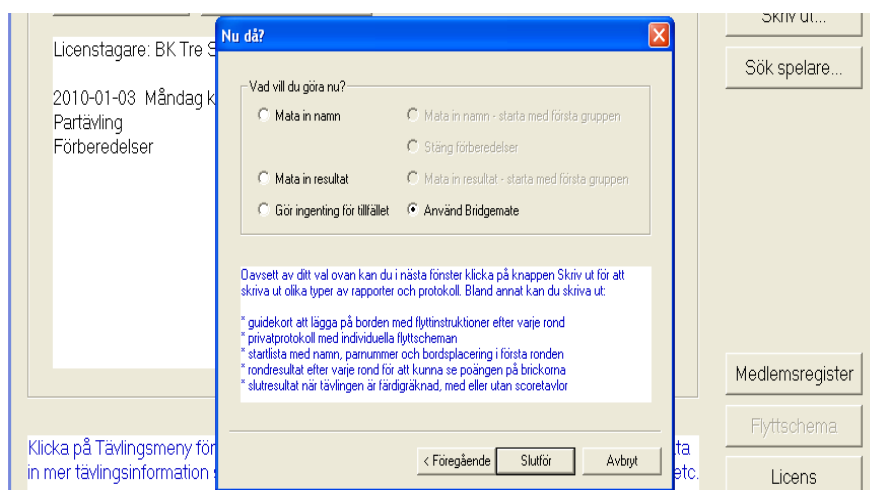 Skriv ut...
Nu då?
Licenstagare: BK Tre S
Sök spelare...
Vad vill du göra nu?
2010-01-03 Måndag k
Mata in namn
Mata in namn - starta med första gruppen
Partävling
Stäng förberedelser
Förberedelser
Mata in resultat
Mata in resultat - starta med första gruppen
Gör ingenting för tillfället
Använd Bridgemate
Oavsett av ditt val ovan kan du i nästa fönster klicka på knappen Skriv ut för att
skriva ut olika typer av rapporter och protokoll. Bland annat kan du skriva ut:
* guidekort att lägga på borden med flyttinstruktioner efter varje rond
* privatprotokoll med individuella flyttscheman
* startlista med namn, parnummer och bordsplacering i första ronden
* rondresultat efter varje rond för att kunna se poängen på brickorna
* slutresultat när tävlingen är färdigräknad, med eller utan scoretavlor
Medlemsregister
Flyttschema
Klicka på Tävlingsmeny för
ta
< Föregående
Slutför
Avbryt
in mer tävlingsinformation s
etc.
Licens